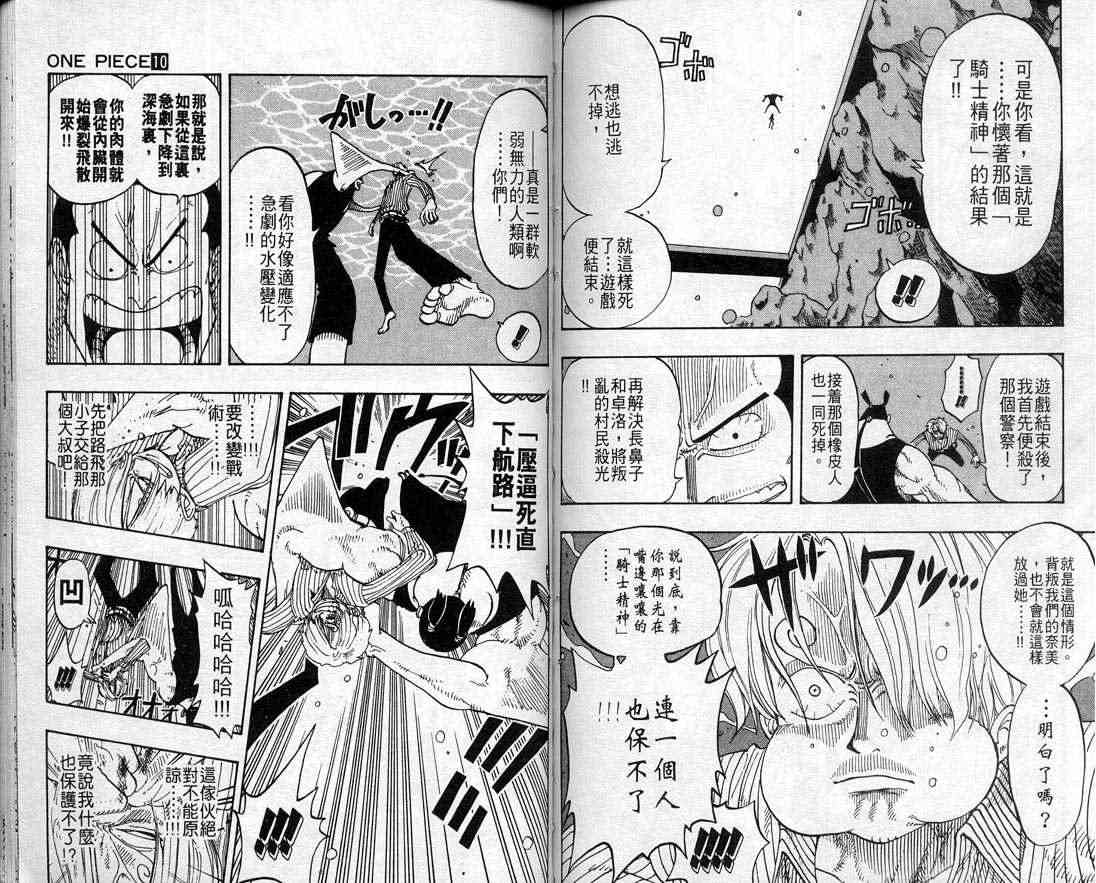 可是你看，這就是
……你懷著那個「
騎士精神」的結果
了!!
ゴボ
想逃也逃
不掉，
就這樣死
了…遊戲
便結束。
ゴボ
!!
遊戲結束後，
我首先便殺了
那個警察！
接着那個橡皮人
也一同死掉。
再解決長鼻子
和卓洛，將叛
亂的村民殺光
!!
就是這個情形。
背叛我們的奈美
，也不會就這樣
放過她……!!
…明白了嗎？
ワッ…
說到底，靠
你那個光在
嘴邊嚷嚷的
「騎士精神」
……
連一個人
也保不了
!!!
!!!!
ONE PIECE 10
——真是一群軟
弱無力的人類啊
……你們！
がしっ…!!
!!
看你好像適應不了
急劇的水壓變化
……!!
那就是說，
如果從這裏
急劇下降到
深海裏，
你的肉體就
會從內臟開
始爆裂飛散
開來!!
「壓逼死直
下航路」!!!
!!!
!!!!
!!!!
……!!!
要改變戰
術……!!
先把路飛那
小子交給那
個大叔吧！
呱哈哈哈哈!!!
凹
!!!
オオオ
這傢伙絕
對不能原
諒……!!!
竟說我什麼
也保護不了!?